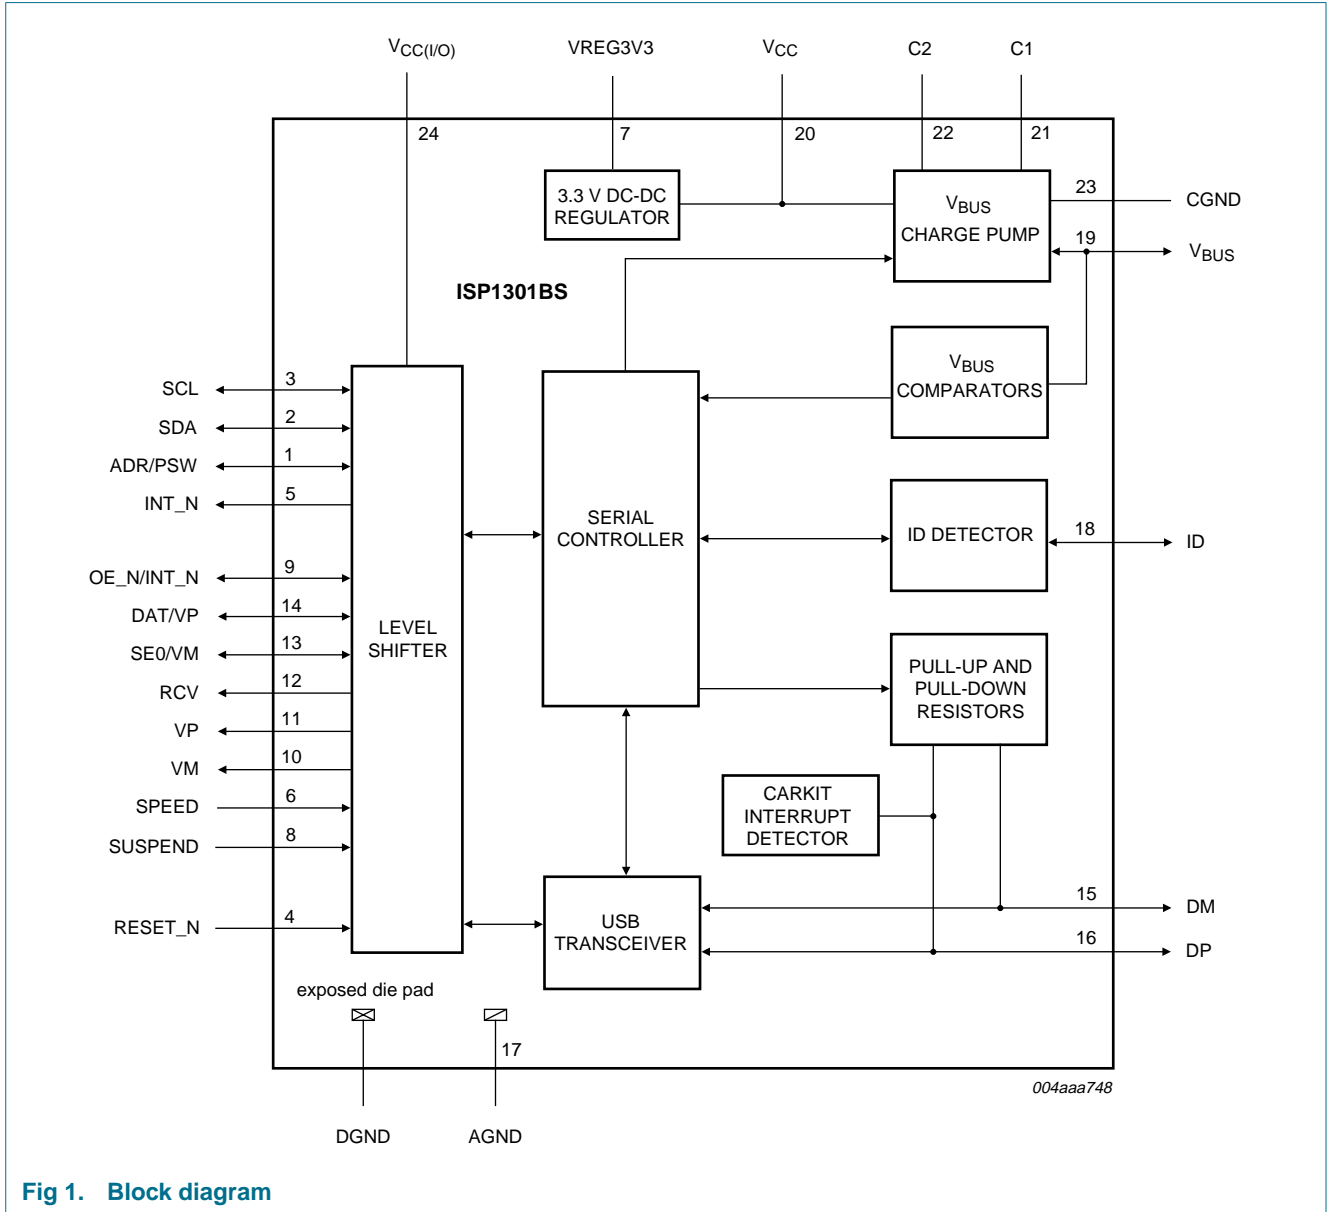 VCC(I/O) VREG3V3 VCC C2 C1
24 7 20 22 21
3.3 V DC-DC
REGULATOR
VBUS
CHARGE PUMP
23 CGND
19 VBUS
ISP1301BS
VBUS
COMPARATORS
SCL 3
SDA 2
ADR/PSW 1
INT_N 5
OE_N/INT_N 9
DAT/VP 14
SE0/VM 13
RCV 12
VP 11
VM 10
SPEED 6
SUSPEND 8
RESET_N 4
LEVEL
SHIFTER
SERIAL
CONTROLLER
ID DETECTOR
18 ID
PULL-UP AND
PULL-DOWN
RESISTORS
CARKIT
INTERRUPT
DETECTOR
USB
TRANSCEIVER
15 DM
16 DP
exposed die pad
17
004aaa748
DGND AGND
Fig 1. Block diagram